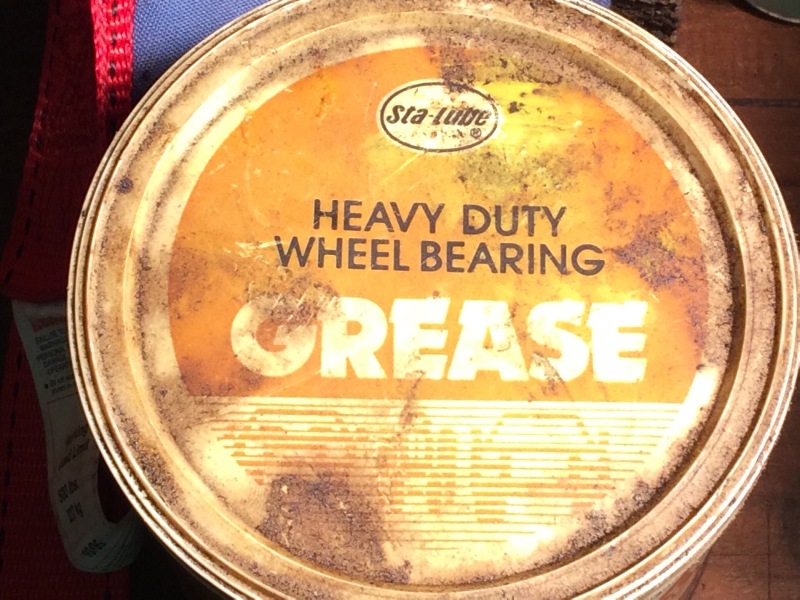 Sta-Lube®
HEAVY DUTY
WHEEL BEARING
GREASE